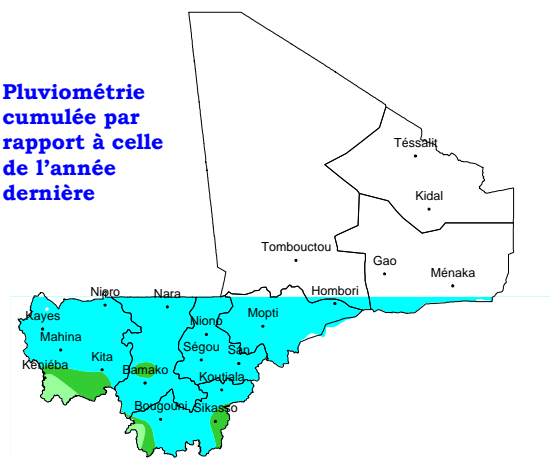 Pluviométrie
cumulée par
rapport à celle
de l’année
dernière
Téssalit
Kidal
Tombouctou
Gao
Ménaka
Hombori
Nioro
Nara
Kayes
Niono
Mopti
Mahina
Ségou
San
Kéniéba
Kita
Bamako
Koutiala
Bougouni
Sikasso